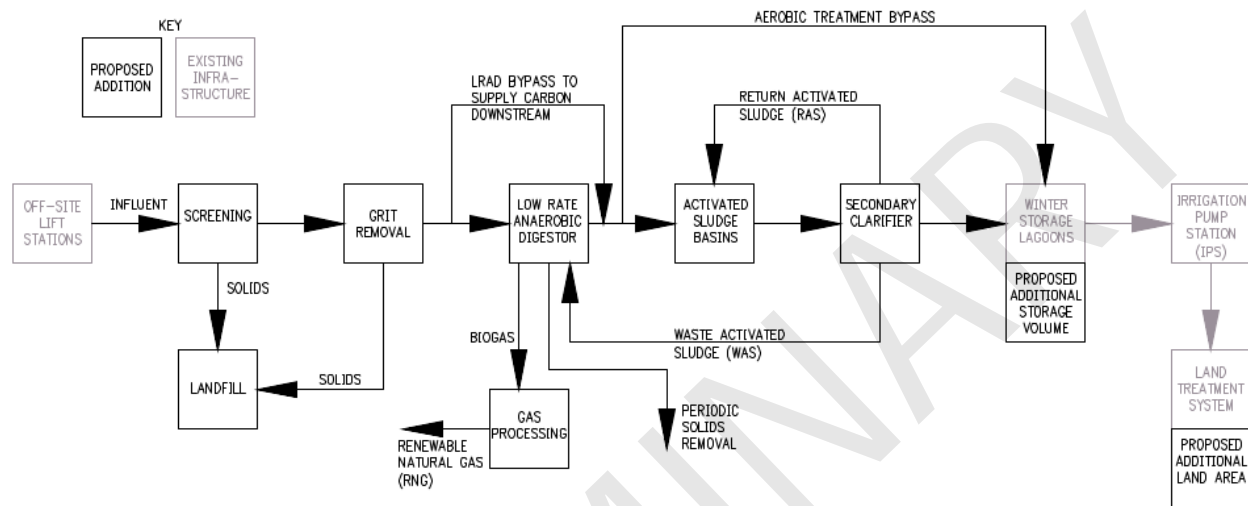 KEY
PROPOSED
ADDITION
EXISTING
INFRA-
STRUCTURE
AEROBIC TREATMENT BYPASS
LRAD BYPASS TO
SUPPLY CARBON
DOWNSTREAM
RETURN ACTIVATED
SLUDGE (RAS)
OFF-SITE
LIFT
STATIONS
INFLUENT
SCREENING
GRIT
REMOVAL
LOW RATE
ANAEROBIC
DIGESTOR
ACTIVATED
SLUDGE
BASINS
SECONDARY
CLARIFIER
WINTER
STORAGE
LAGOONS
IRRIGATION
PUMP
STATION
(IPS)
PROPOSED
ADDITIONAL
STORAGE
VOLUME
SOLIDS
LANDFILL
SOLIDS
BIOGAS
WASTE ACTIVATED
SLUDGE (WAS)
GAS
PROCESSING
RENEWABLE
NATURAL GAS
(RNG)
PERIODIC
SOLIDS
REMOVAL
LAND
TREATMENT
SYSTEM
PROPOSED
ADDITIONAL
LAND AREA
MINARY